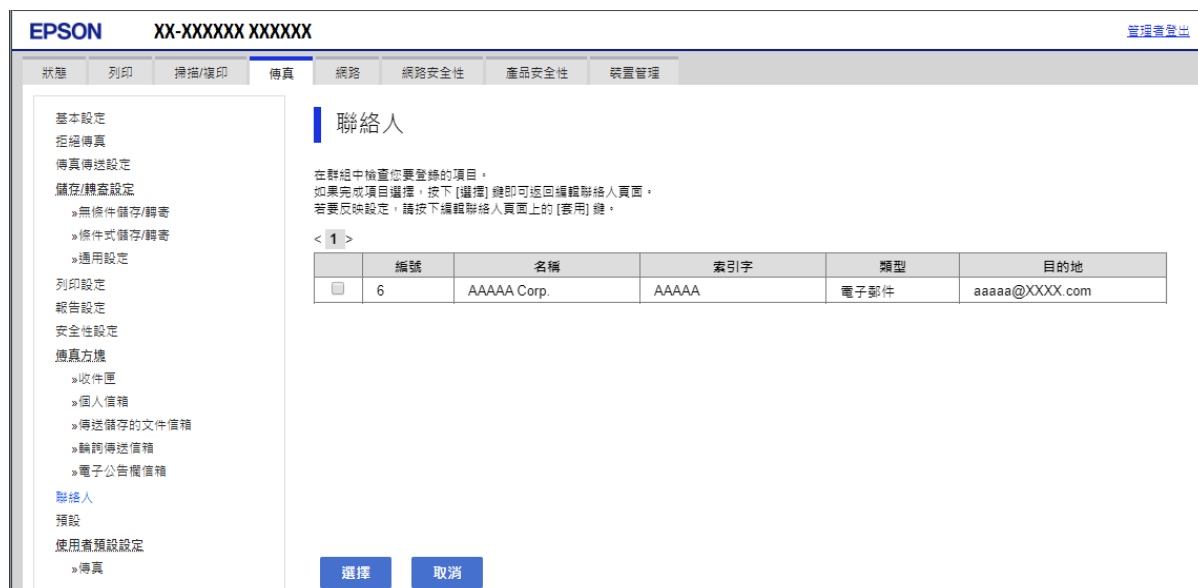 EPSON XX-XXXXXX XXXXXX 管理者登出
狀態 列印 掃描/複印 傳真 網路 網路安全性 產品安全性 裝置管理
基本設定
拒絕傳真
傳真傳送設定
儲存/轉寄設定
»無條件儲存/轉寄
»條件式儲存/轉寄
»通用設定
列印設定
報告設定
安全性設定
傳真方塊
»收件匣
»個人信箱
»傳送儲存的文件信箱
»輪詢傳送信箱
»電子公告欄信箱
聯絡人
預設
使用者預設設定
»傳真
聯絡人
在群組中檢查您要登錄的項目。
如果完成項目選擇，按下 [選擇] 鍵即可返回編輯聯絡人頁面。
若要反映設定，請按下編輯聯絡人頁面上的 [套用] 鍵。
< 1 >
編號 名稱 索引字 類型 目的地
6 AAAAA Corp. AAAAA 電子郵件 aaaaa@XXXX.com
選擇 取消